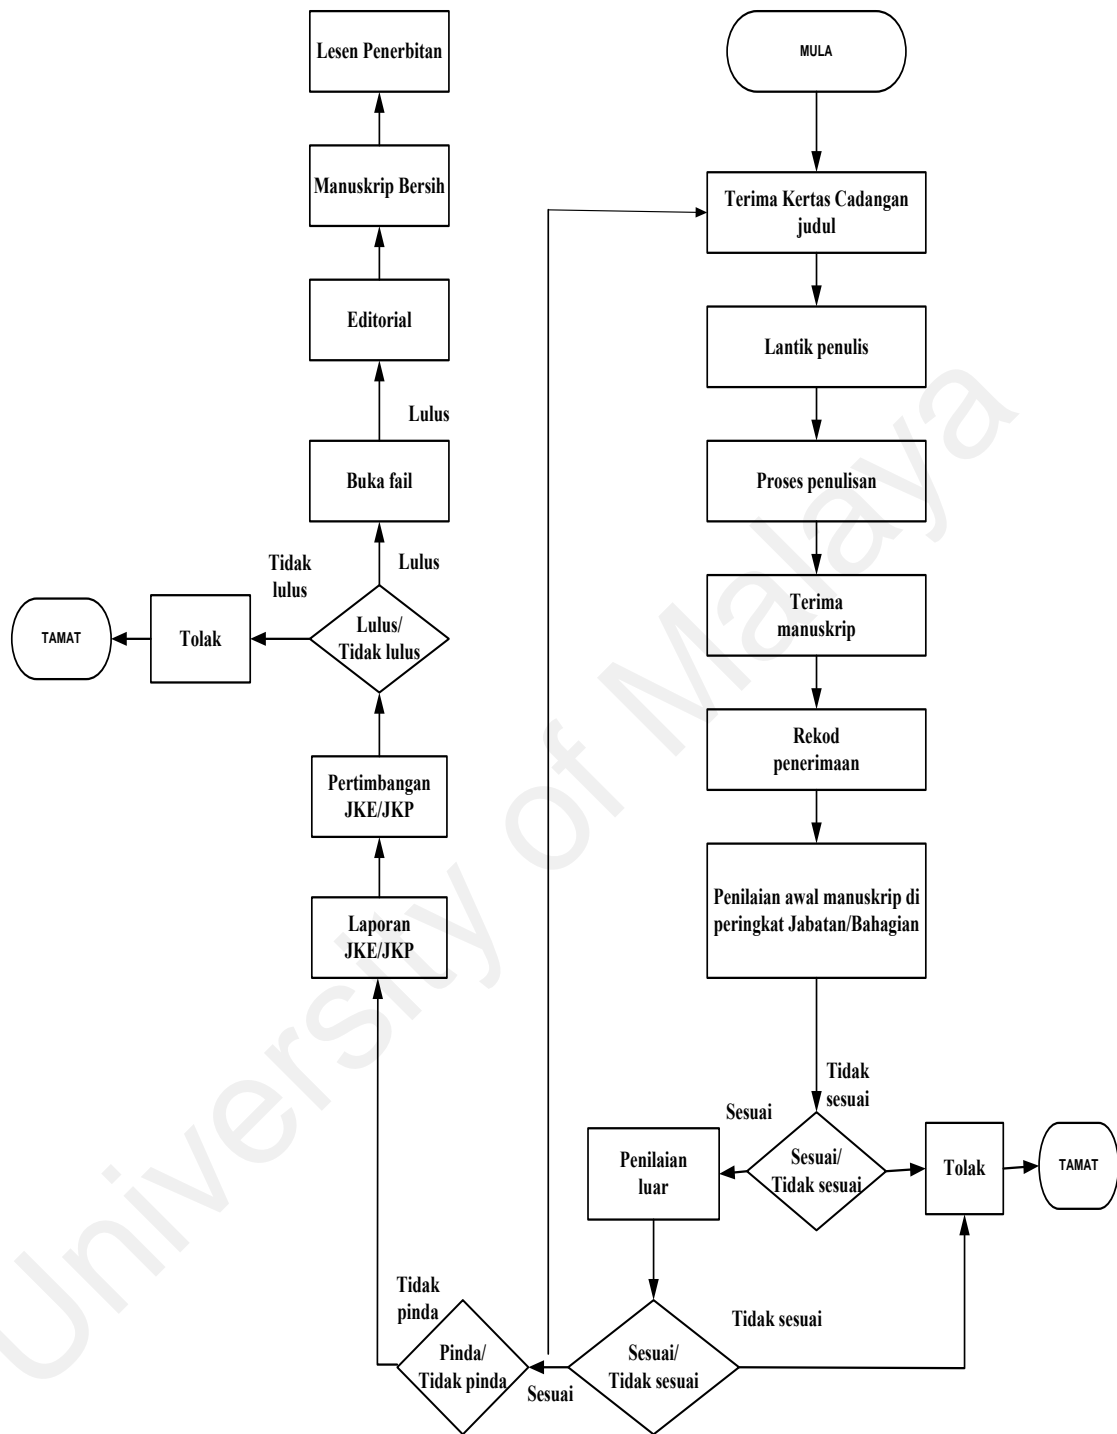 MULA
Terima Kertas Cadangan
judul
Lantik penulis
Proses penulisan
Terima
manuskrip
Rekod
penerimaan
Penilaian awal manuskrip di
peringkat Jabatan/Bahagian
Tidak
sesuai
Sesuai
Sesuai/
Tidak sesuai
Tolak
TAMAT
Penilaian
luar
Tidak sesuai
Sesuai/
Tidak sesuai
Sesuai
Pinda/
Tidak pinda
Tidak
pinda
Laporan
JKE/JKP
Pertimbangan
JKE/JKP
Lulus/
Tidak lulus
Tidak
lulus
Tolak
TAMAT
Lulus
Buka fail
Lulus
Editorial
Manuskrip Bersih
Lesen Penerbitan
University of Malaya